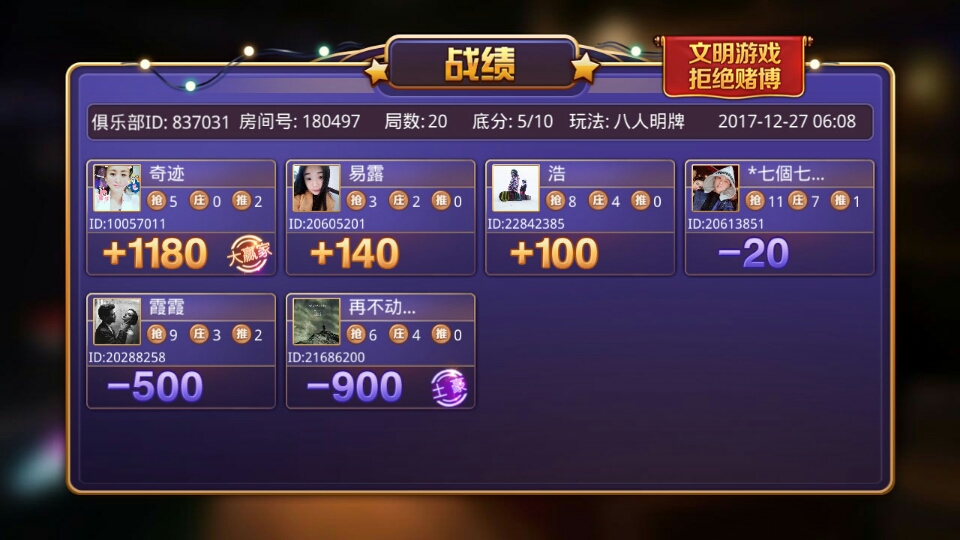 战绩
文明游戏
拒绝赌博
俱乐部ID: 837031 房间号: 180497 局数: 20 底分: 5/10 玩法: 八人明牌 2017-12-27 06:08
奇迹
抢 5 庄 0 推 2
ID:10057011
+1180 大赢家
易露
抢 3 庄 2 推 0
ID:20605201
+140
浩
抢 8 庄 4 推 0
ID:22842385
+100
*七個七...
抢 11 庄 7 推 1
ID:20613851
-20
霞霞
抢 9 庄 3 推 2
ID:20288258
-500
再不动...
抢 6 庄 4 推 0
ID:21686200
-900 土豪